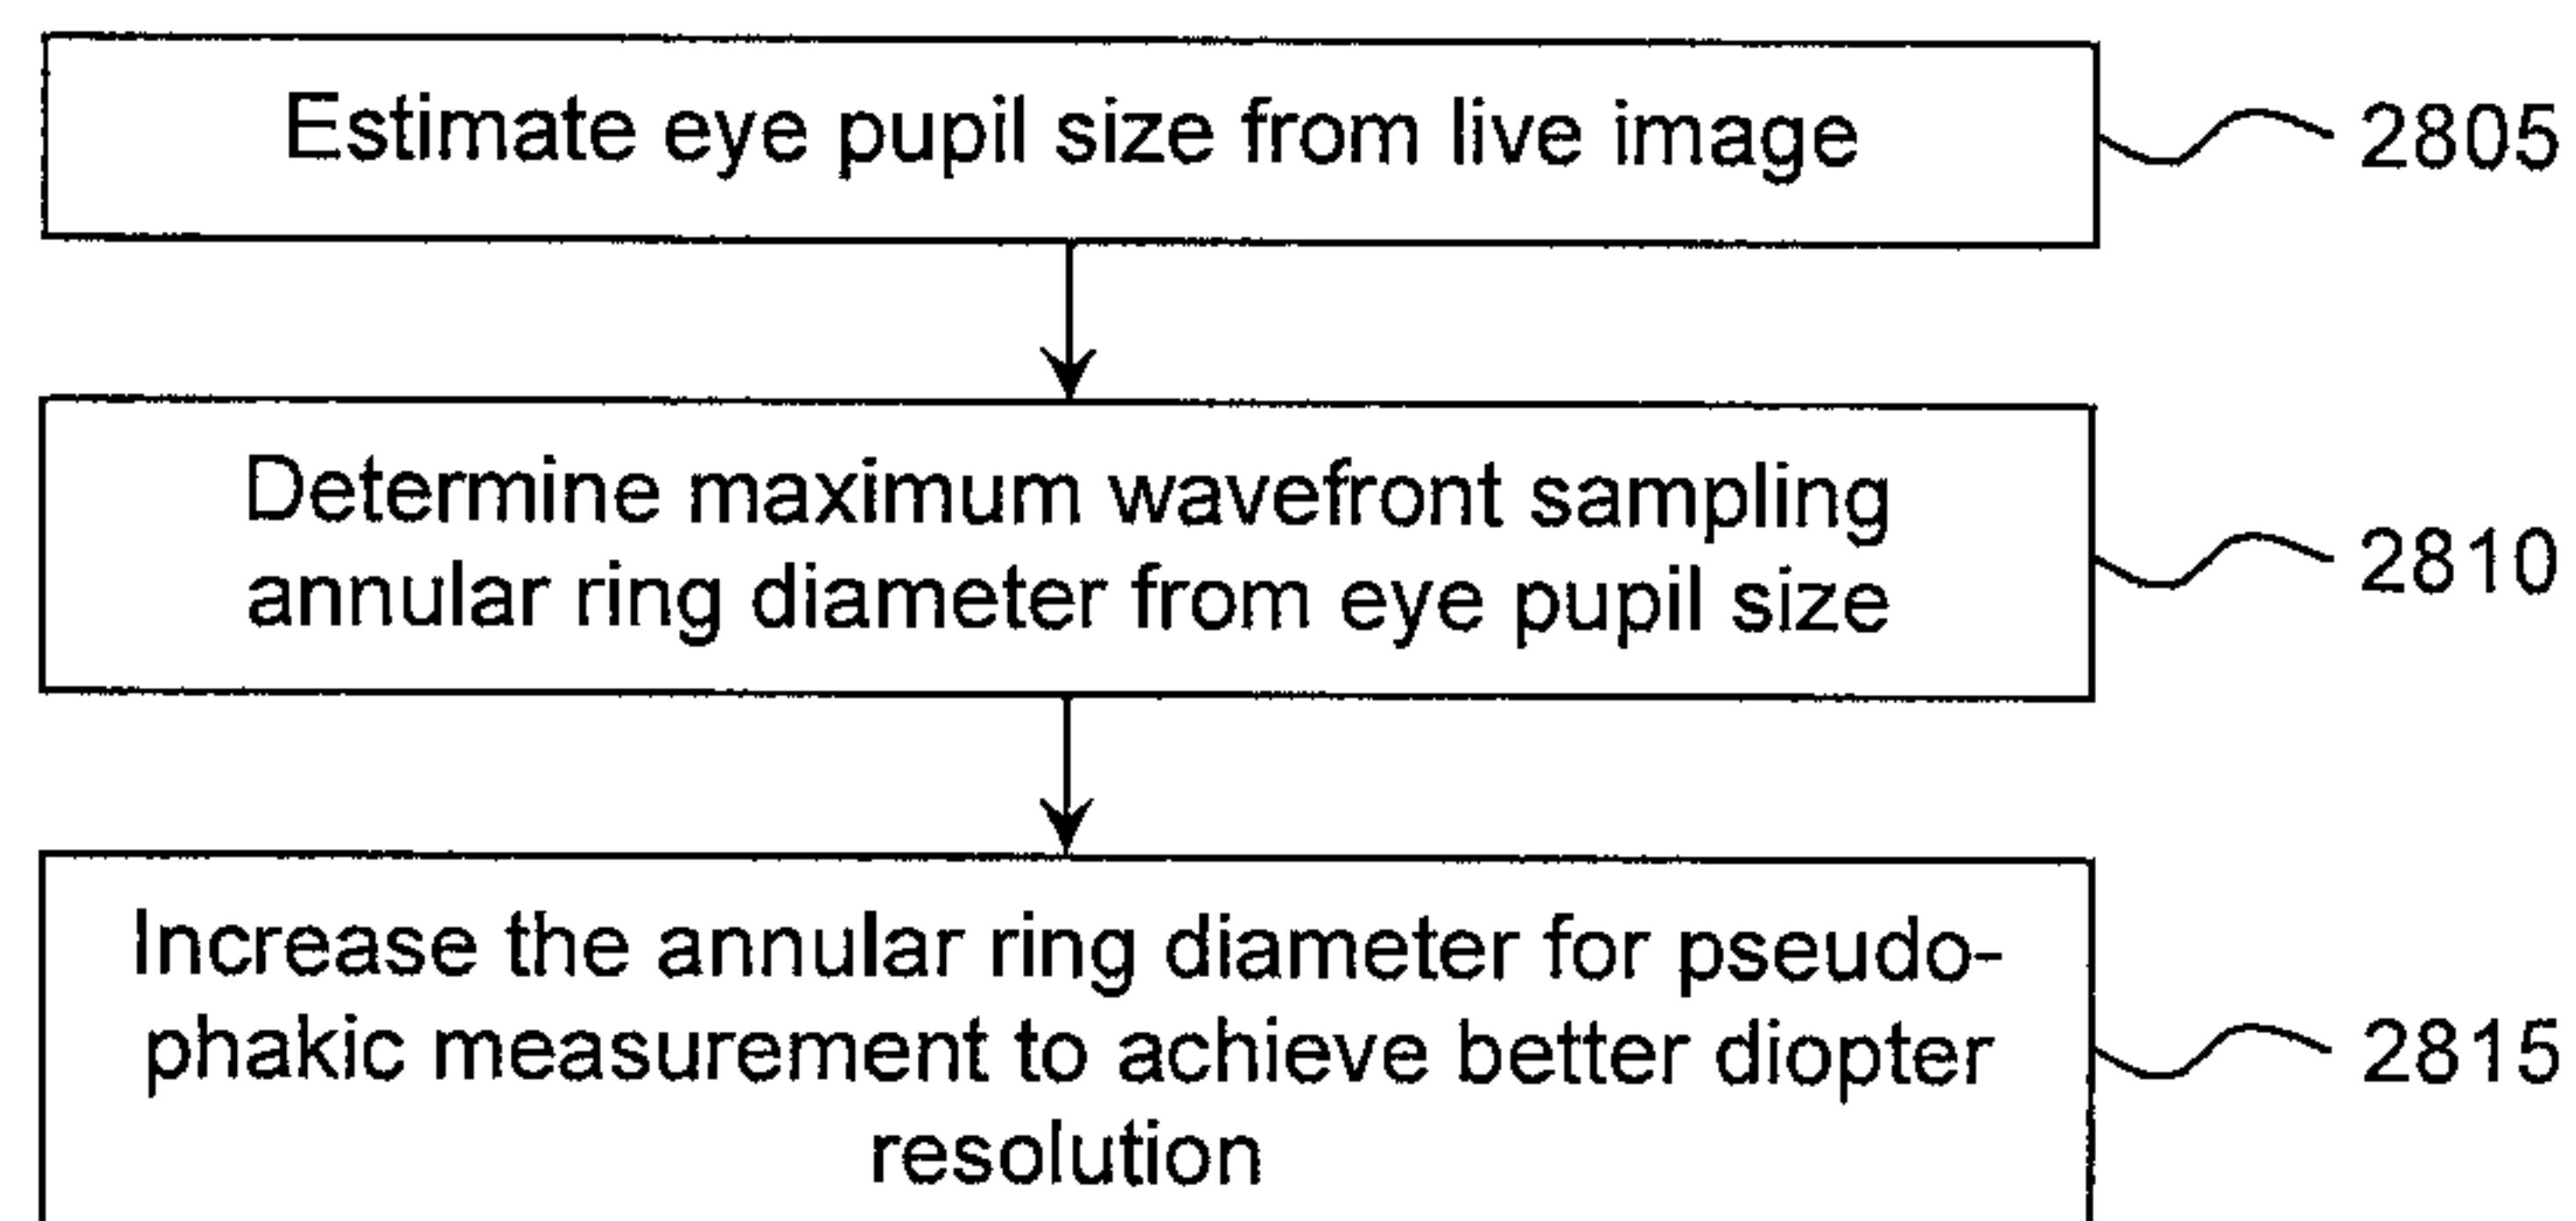 Estimate eye pupil size from live image
2805
Determine maximum wavefront sampling
annular ring diameter from eye pupil size
2810
Increase the annular ring diameter for pseudo-
phakic measurement to achieve better diopter
resolution
2815